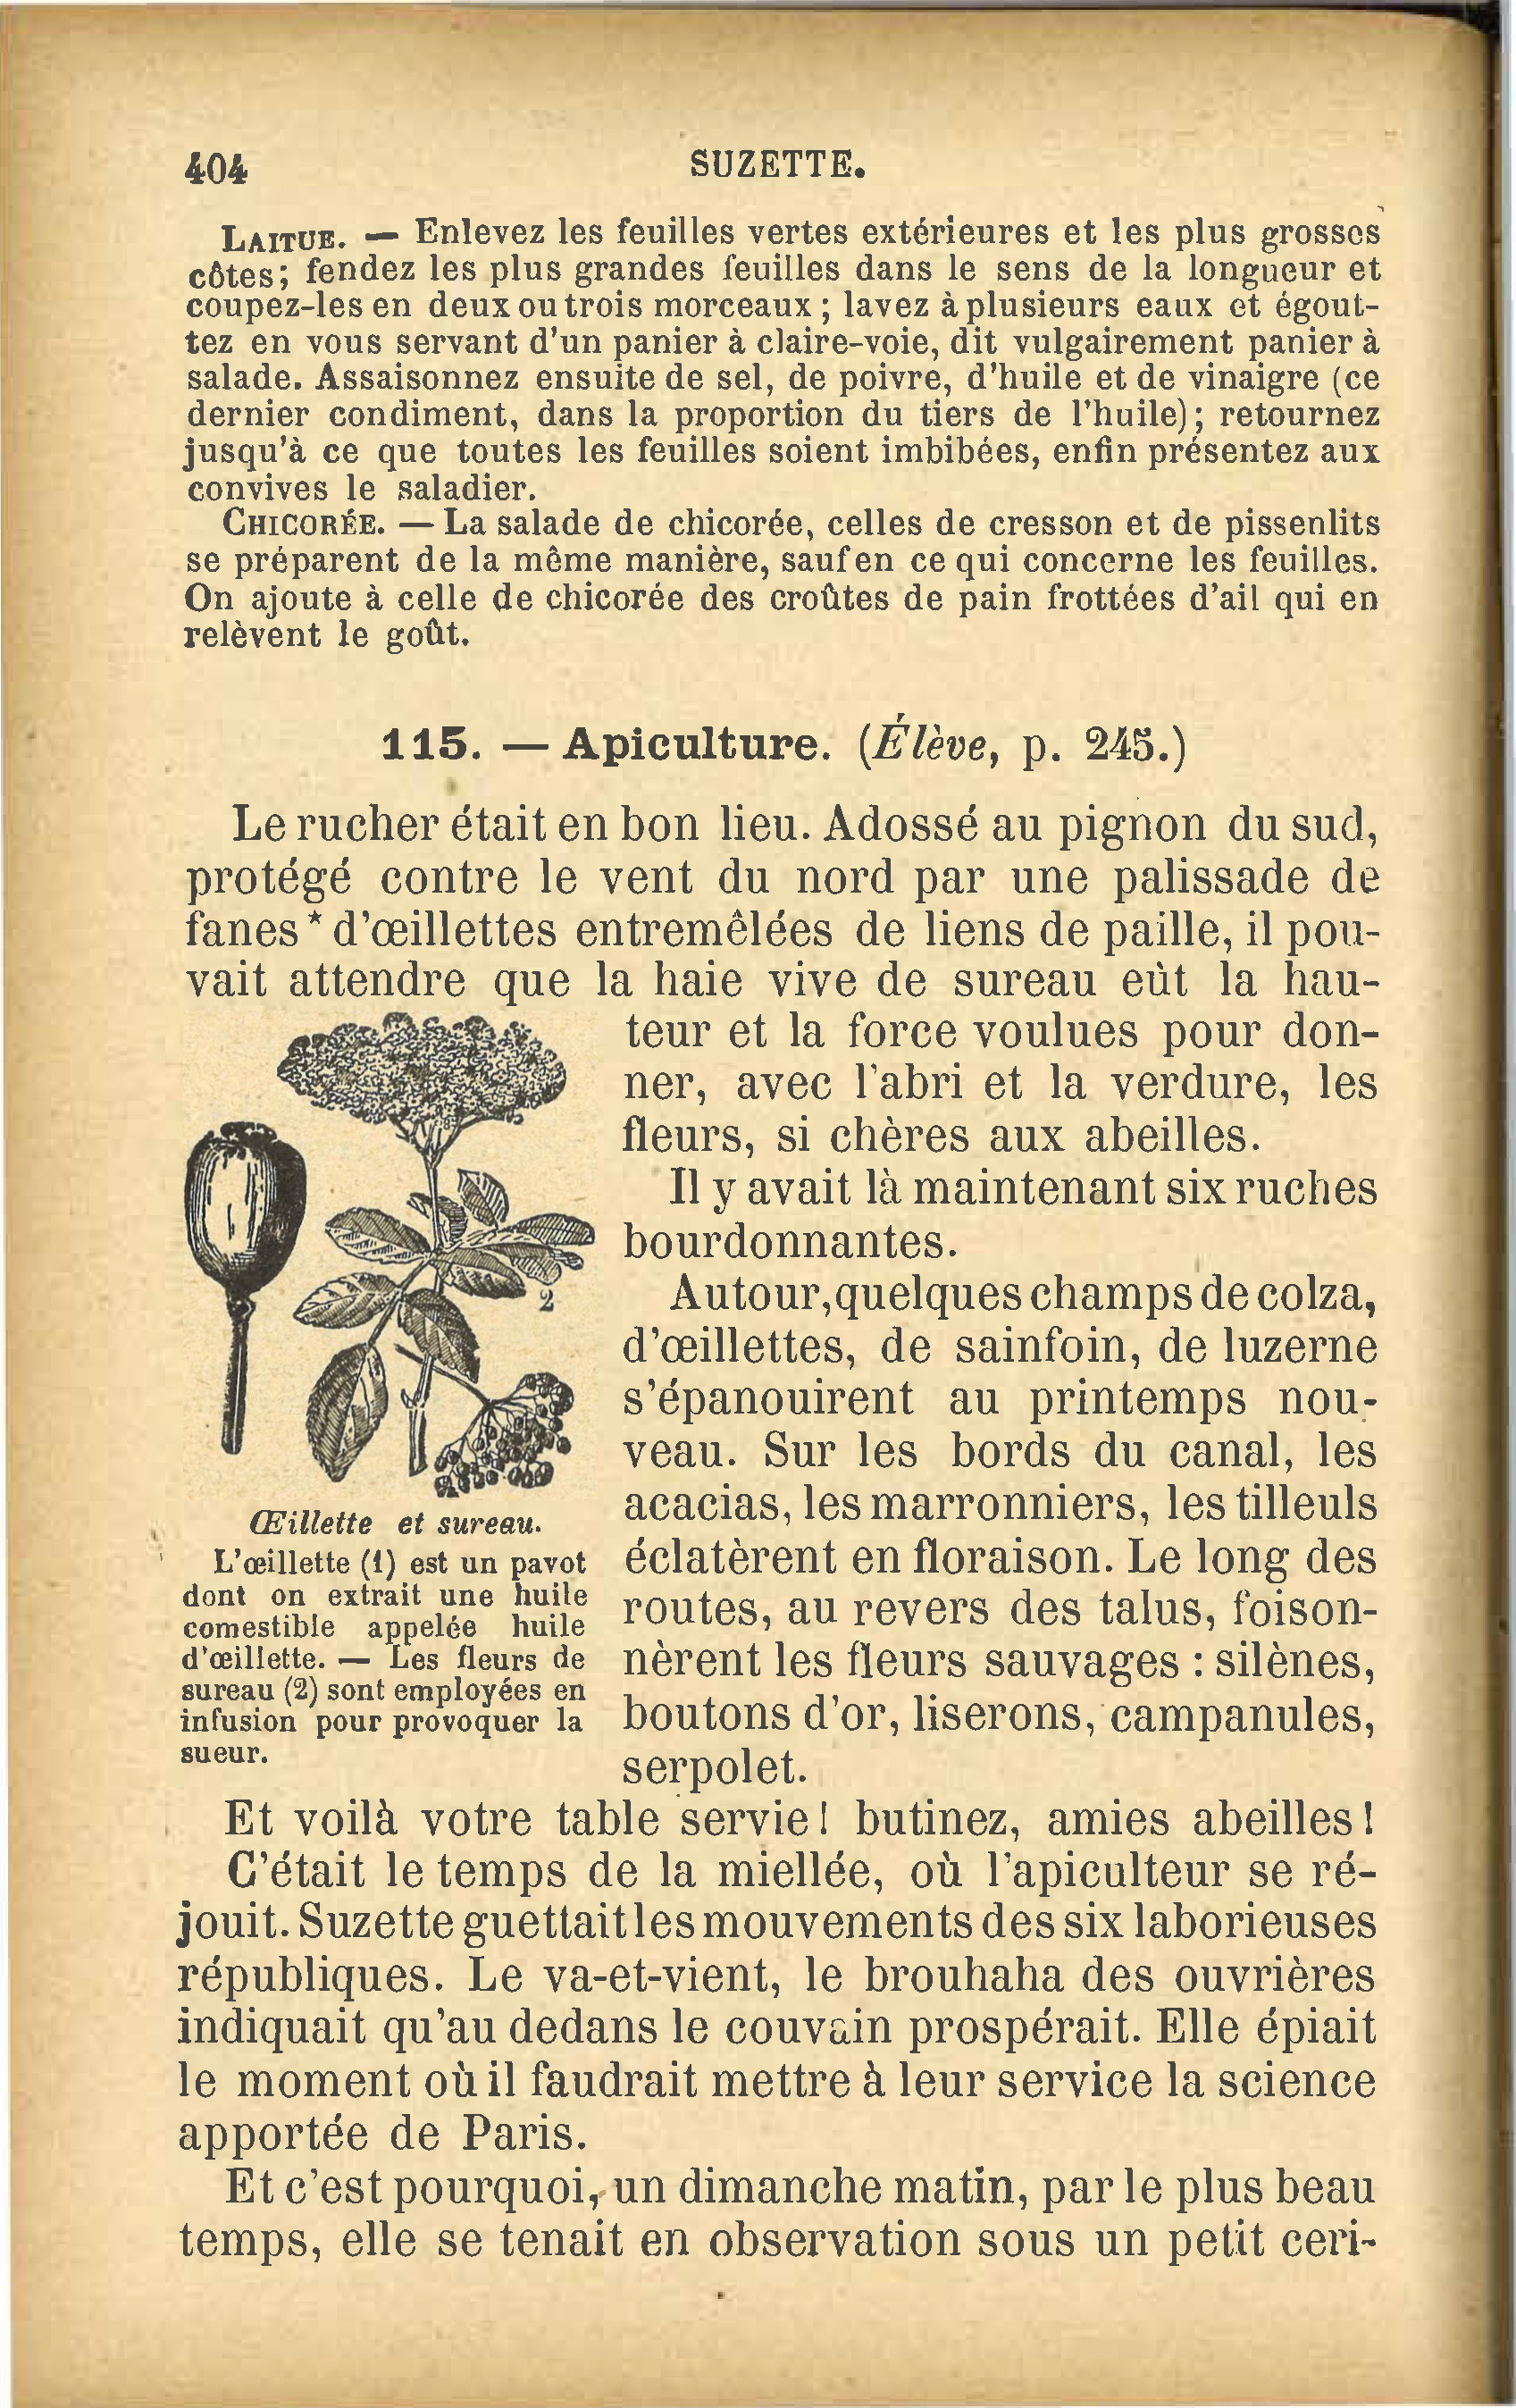 404
SUZETTE.
LAITUE. — Enlevez les feuilles vertes extérieures et les plus grosses
côtes; fendez les plus grandes feuilles dans le sens de la longueur et
coupez-les en deux ou trois morceaux; lavez à plusieurs eaux et égout-
tez en vous servant d'un panier à claire-voie, dit vulgairement panier à
salade. Assaisonnez ensuite de sel, de poivre, d'huile et de vinaigre (ce
dernier condiment, dans la proportion du tiers de l'huile); retournez
jusqu'à ce que toutes les feuilles soient imbibées, enfin présentez aux
convives le saladier.
CHICORÉE. — La salade de chicorée, celles de cresson et de pissenlits
se préparent de la même manière, sauf en ce qui concerne les feuilles.
On ajoute à celle de chicorée des croûtes de pain frottées d'ail qui en
relèvent le goût.
115. — Apiculture. (Élève, p. 245.)
Le rucher était en bon lieu. Adossé au pignon du sud,
protégé contre le vent du nord par une palissade de
fanes* d'œillettes entremêlées de liens de paille, il pou-
vait attendre que la haie vive de sureau eût la hau-
teur et la force voulues pour don-
ner, avec l'abri et la verdure, les
fleurs, si chères aux abeilles.
Il y avait là maintenant six ruches
bourdonnantes.
Autour, quelques champs de colza,
d'œillettes, de sainfoin, de luzerne
s'épanouirent au printemps nou-
veau. Sur les bords du canal, les
acacias, les marronniers, les tilleuls
éclatèrent en floraison. Le long des
routes, au revers des talus, foison-
nèrent les fleurs sauvages : silènes,
boutons d'or, liserons, campanules,
serpolet.
2
Œillette et sureau.
L'œillette (1) est un pavot
dont on extrait une huile
comestible appelée huile
d'œillette. — Les fleurs de
sureau (2) sont employées en
infusion pour provoquer la
sueur.
Et voilà votre table servie! butinez, amies abeilles!
C'était le temps de la miellée, où l'apiculteur se ré-
jouit. Suzette guettait les mouvements des six laborieuses
républiques. Le va-et-vient, le brouhaha des ouvrières
indiquait qu'au dedans le couvain prospérait. Elle épiait
le moment où il faudrait mettre à leur service la science
apportée de Paris.
Et c'est pourquoi, un dimanche matin, par le plus beau
temps, elle se tenait en observation sous un petit ceri-